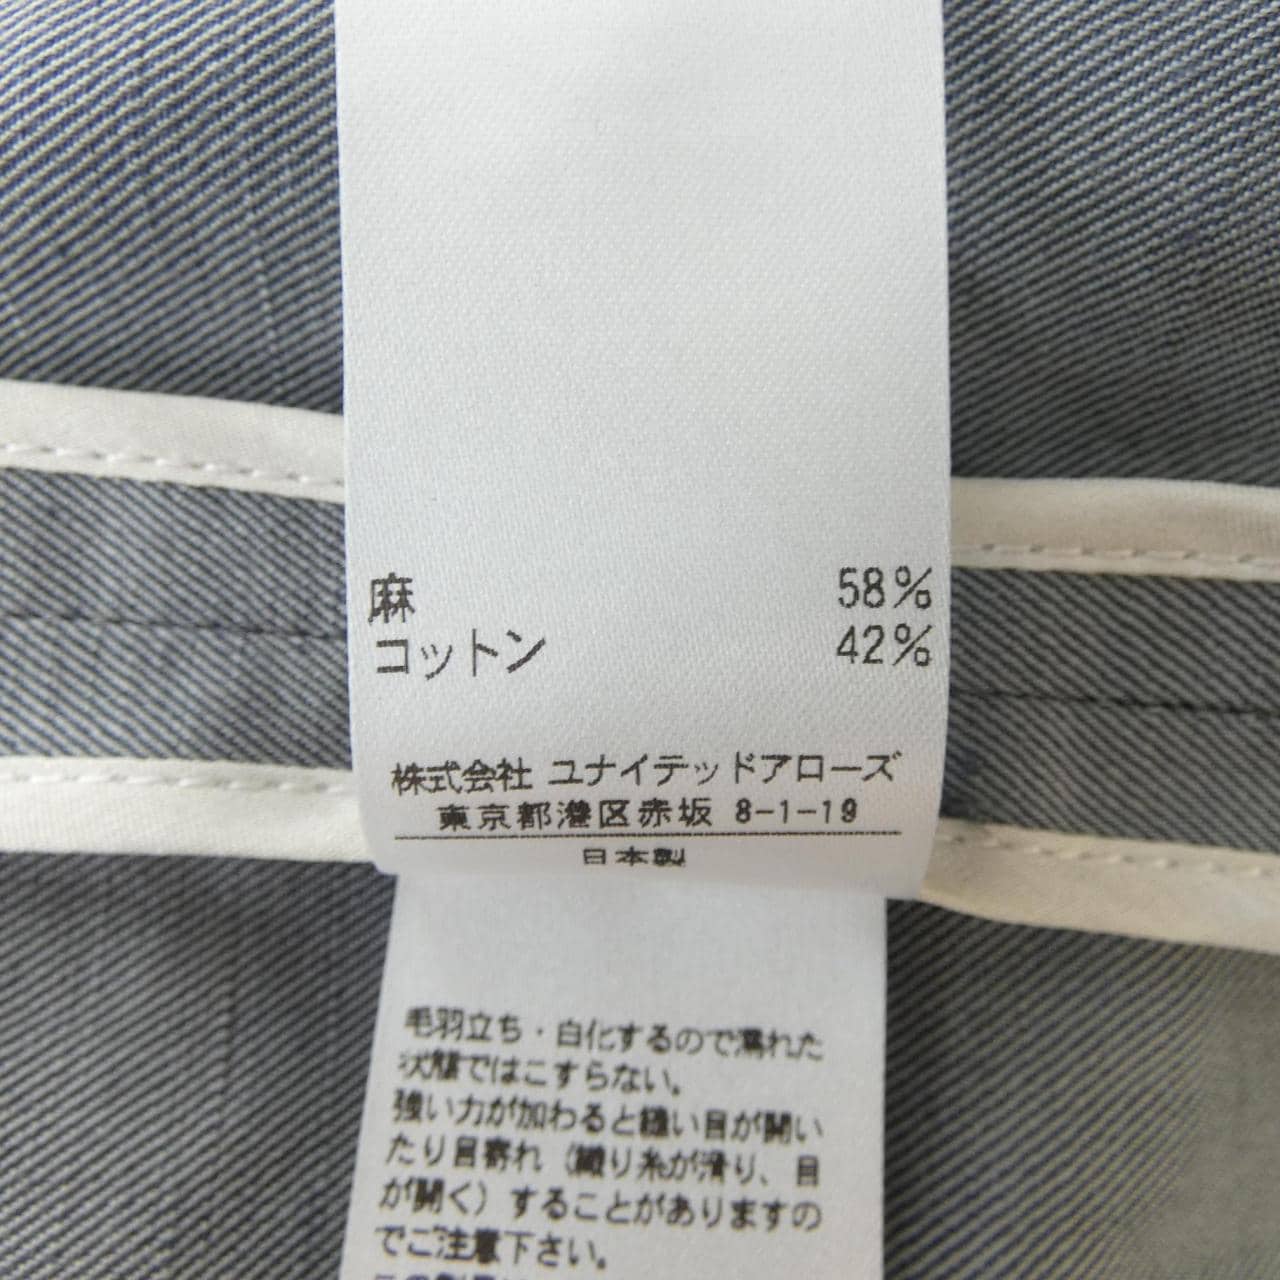 麻 58%
コットン 42%
株式会社 ユナイテッドアローズ
東京都港区赤坂 8-1-19
日本製
毛羽立ち・白化するので濡れた
状態ではこすらない。
強い力が加わると縫い目が開い
たり目寄れ（織り糸が滑り、目
が開く）することがありますの
でご注意下さい。